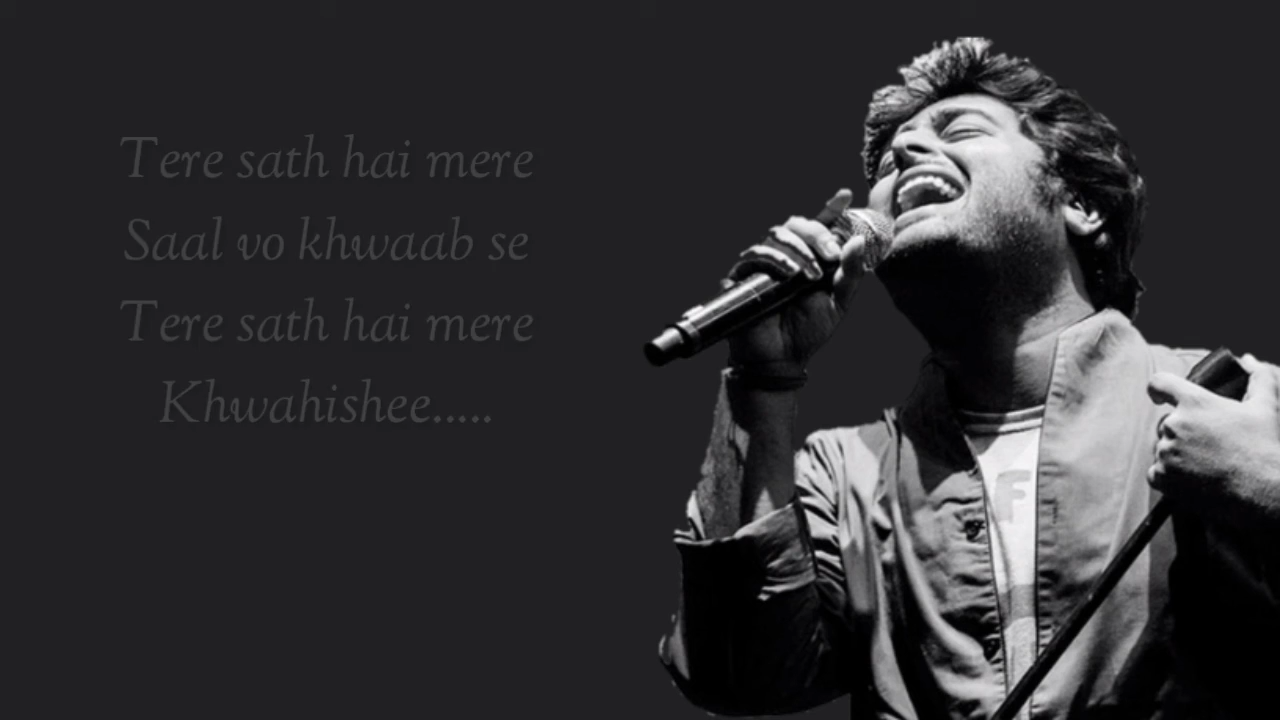 Tere sath hai mere
Saal vo khwaab se
Tere sath hai mere
Khwahishee.....
F